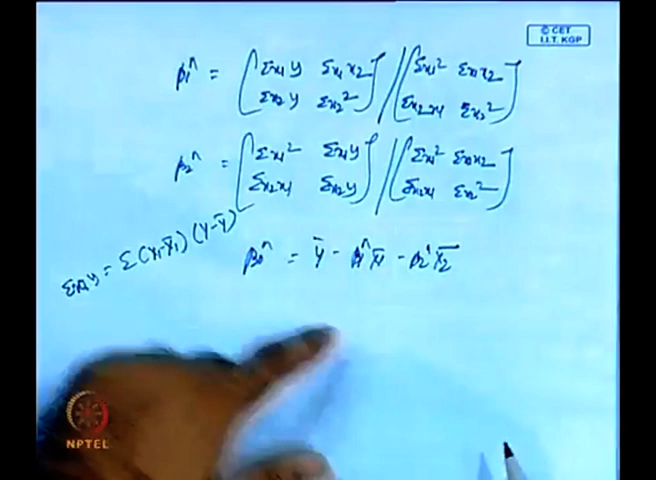 © CET
I.I.T. KGP
β1^ = [Σx1y Σx1x2 / [Σx1² Σx1x2
Σx2y Σx2²] Σx2x1 Σx2²]
β2^ = [Σx1² Σx1y / [Σx1² Σx1x2
Σx2x1 Σx2y] Σx2x1 Σx2²]
Σx1y = Σ(x1-x̄1)(Y-Ȳ)
β0^ = Ȳ - β1^x̄1 - β2^x̄2
NPTEL